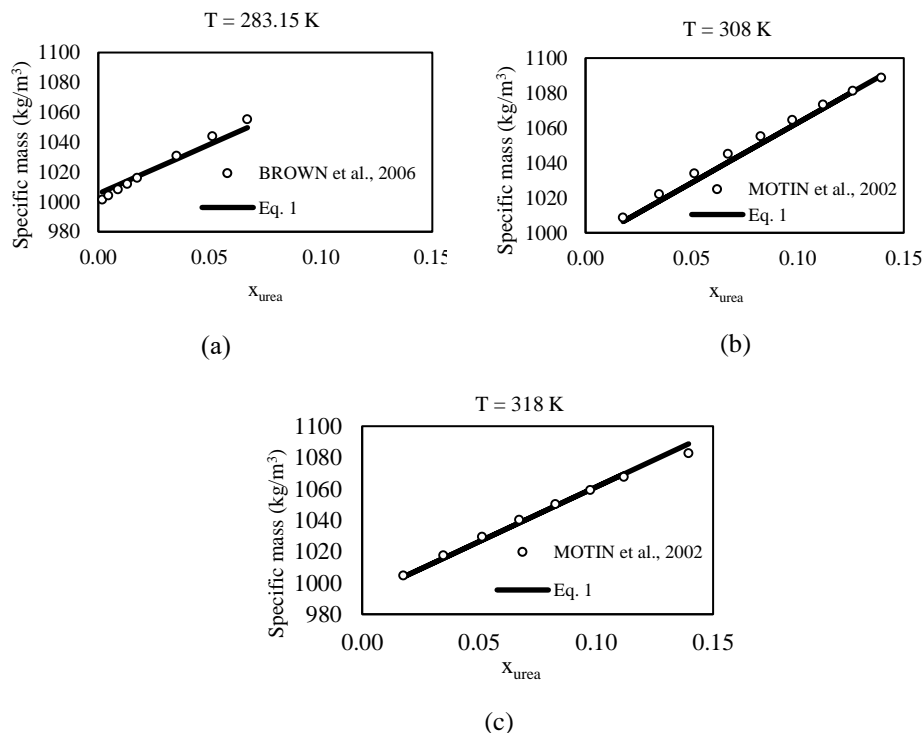 T = 283.15 K
Specific mass (kg/m³)
1100
1080
1060
1040
1020
1000
980
BROWN et al., 2006
Eq. 1
0.00 0.05 0.10 0.15
xurea
(a)
T = 308 K
Specific mass (kg/m³)
1100
1080
1060
1040
1020
1000
MOTIN et al., 2002
Eq. 1
0.00 0.05 0.10 0.15
xurea
(b)
T = 318 K
Specific mass (kg/m³)
1100
1080
1060
1040
1020
1000
980
MOTIN et al., 2002
Eq. 1
0.00 0.05 0.10 0.15
xurea
(c)